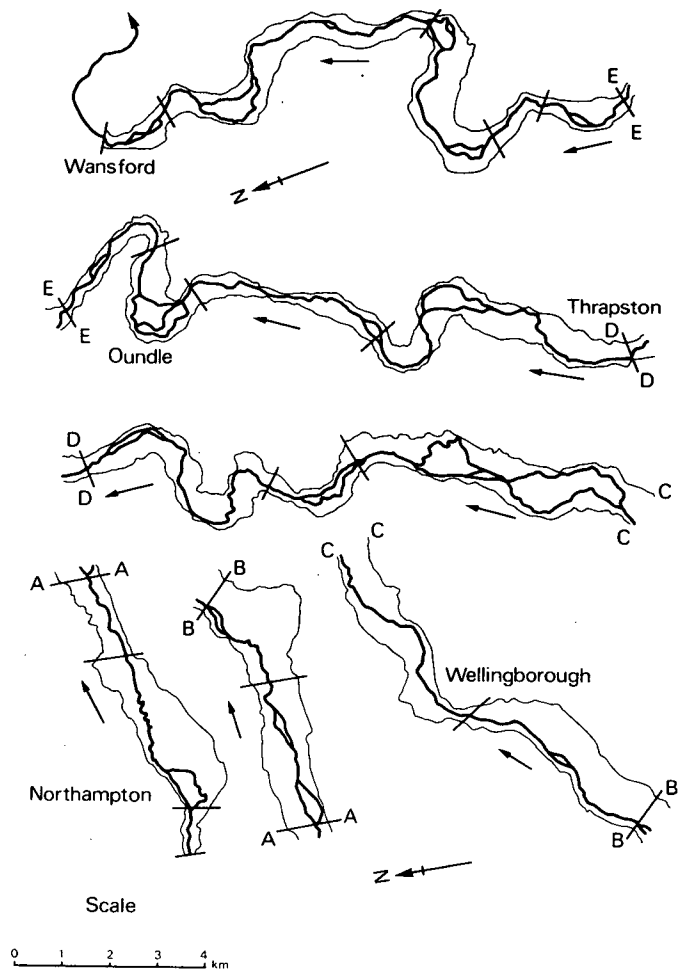 E
E
Wansford
N
E
E
Oundle
Thrapston
D
D
D
D
C
C
A A
B
B
C C
Wellingborough
Northampton
A A
B
B
N
Scale
0 1 2 3 4
km